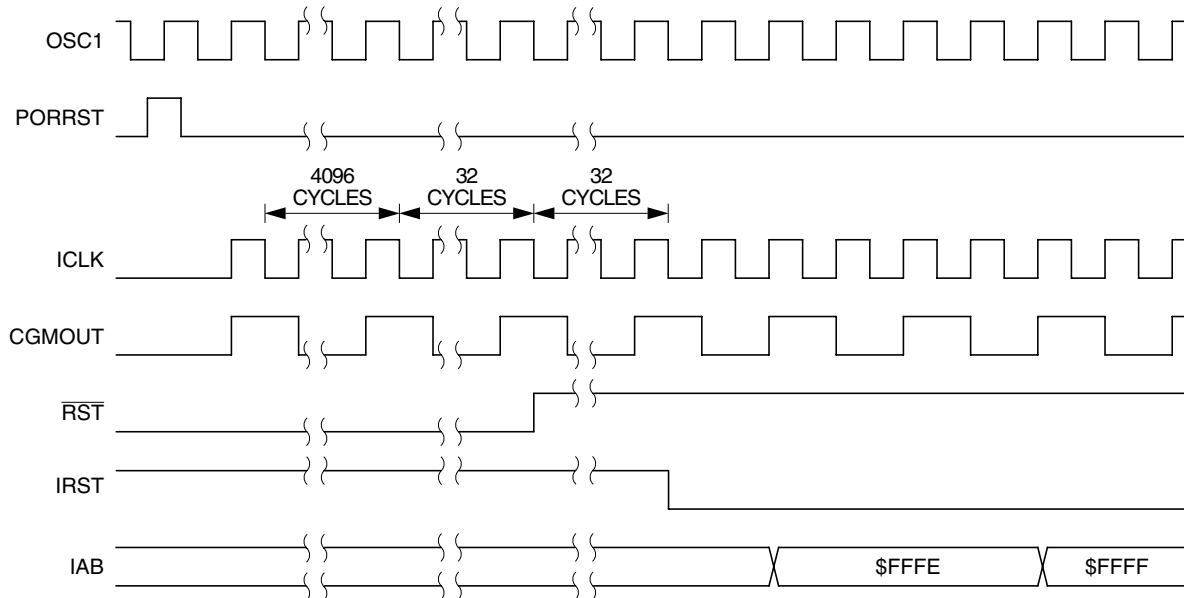 OSC1
PORRST
4096
CYCLES
32
CYCLES
32
CYCLES
ICLK
CGMOUT
RST
IRST
IAB
$FFFE
$FFFF